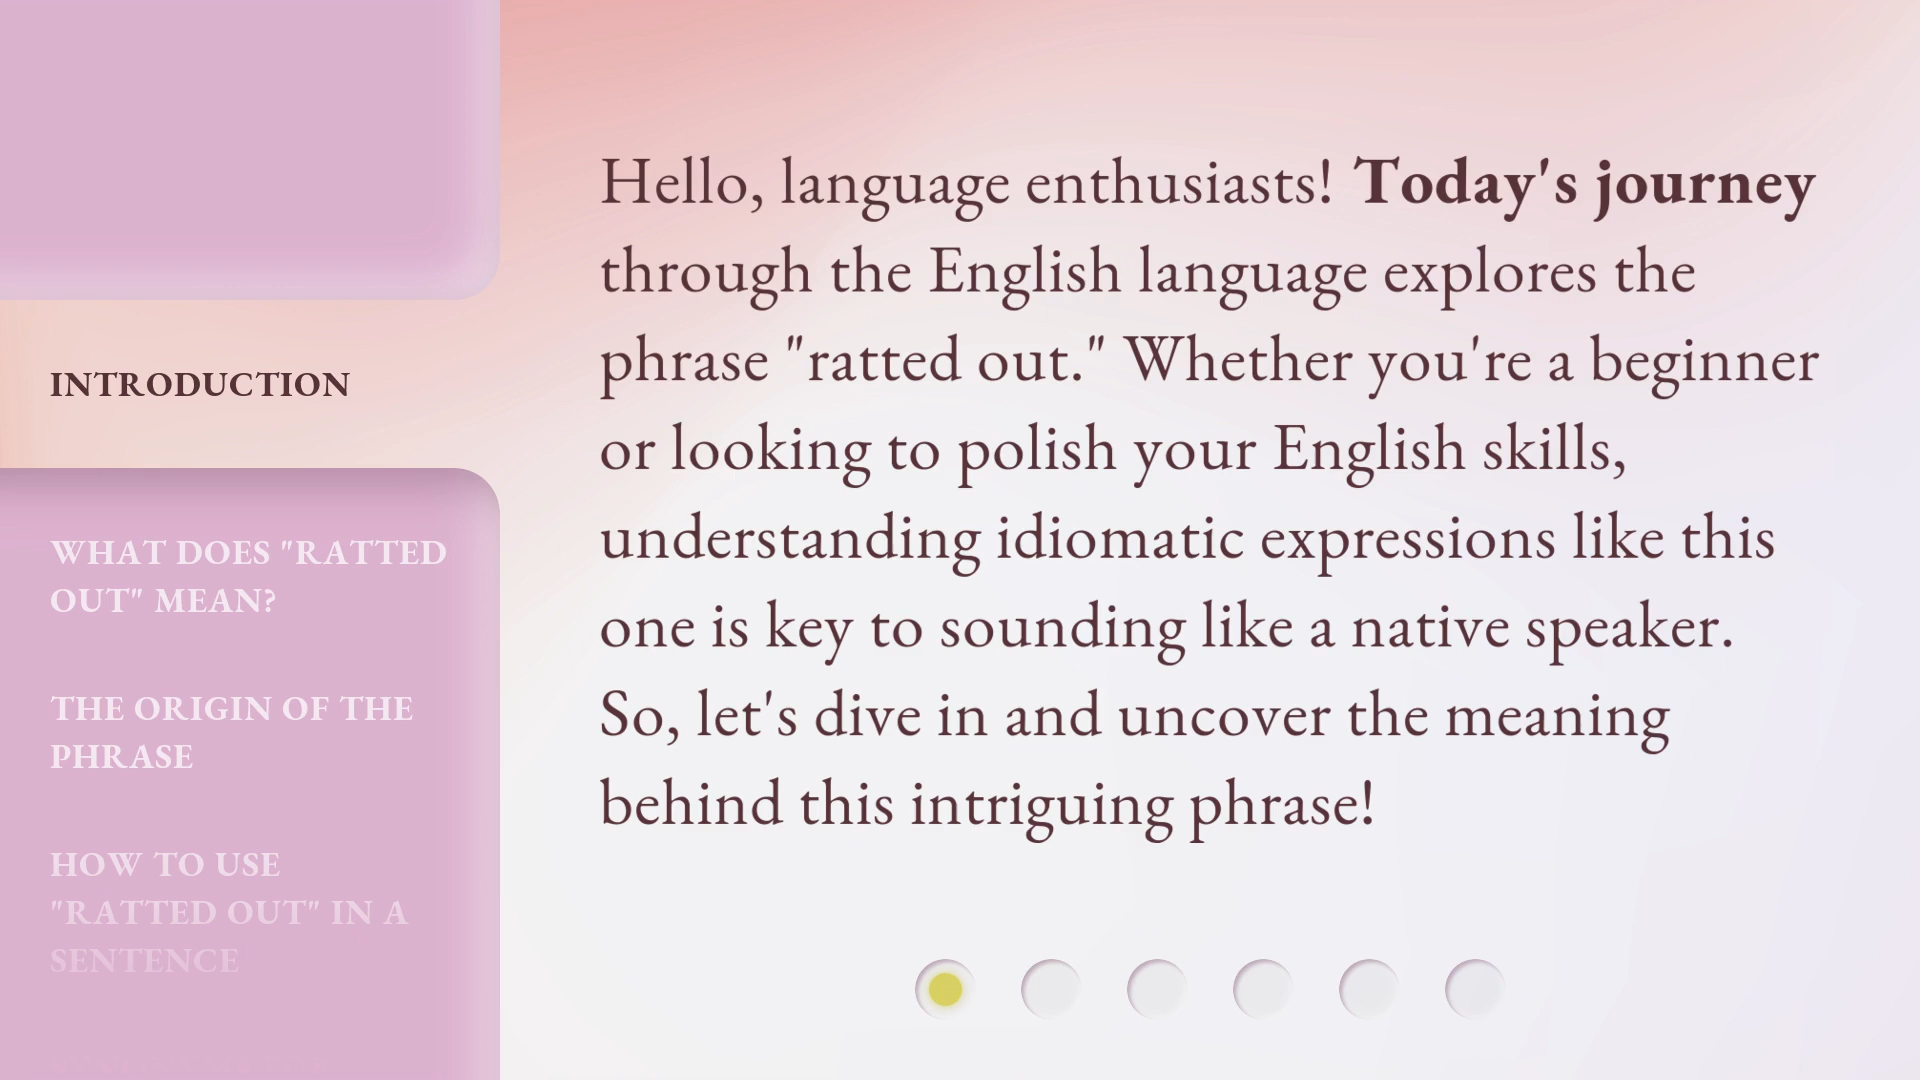 INTRODUCTION
WHAT DOES "RATTED
OUT" MEAN?
THE ORIGIN OF THE
PHRASE
HOW TO USE
"RATTED OUT" IN A
SENTENCE
Hello, language enthusiasts! Today's journey
through the English language explores the
phrase "ratted out." Whether you're a beginner
or looking to polish your English skills,
understanding idiomatic expressions like this
one is key to sounding like a native speaker.
So, let's dive in and uncover the meaning
behind this intriguing phrase!